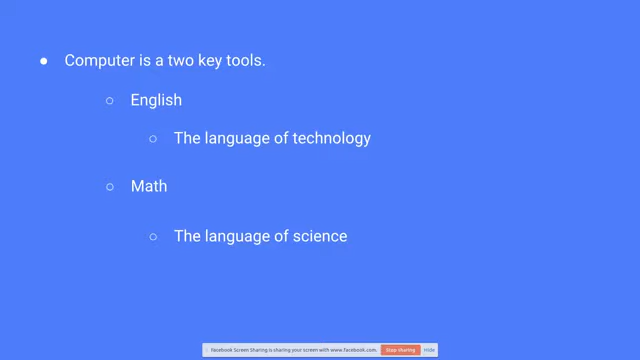 ● Computer is a two key tools.
○ English
○ The language of technology
○ Math
○ The language of science
Facebook Screen Sharing is sharing your screen with www.facebook.com. Stop sharing Hide